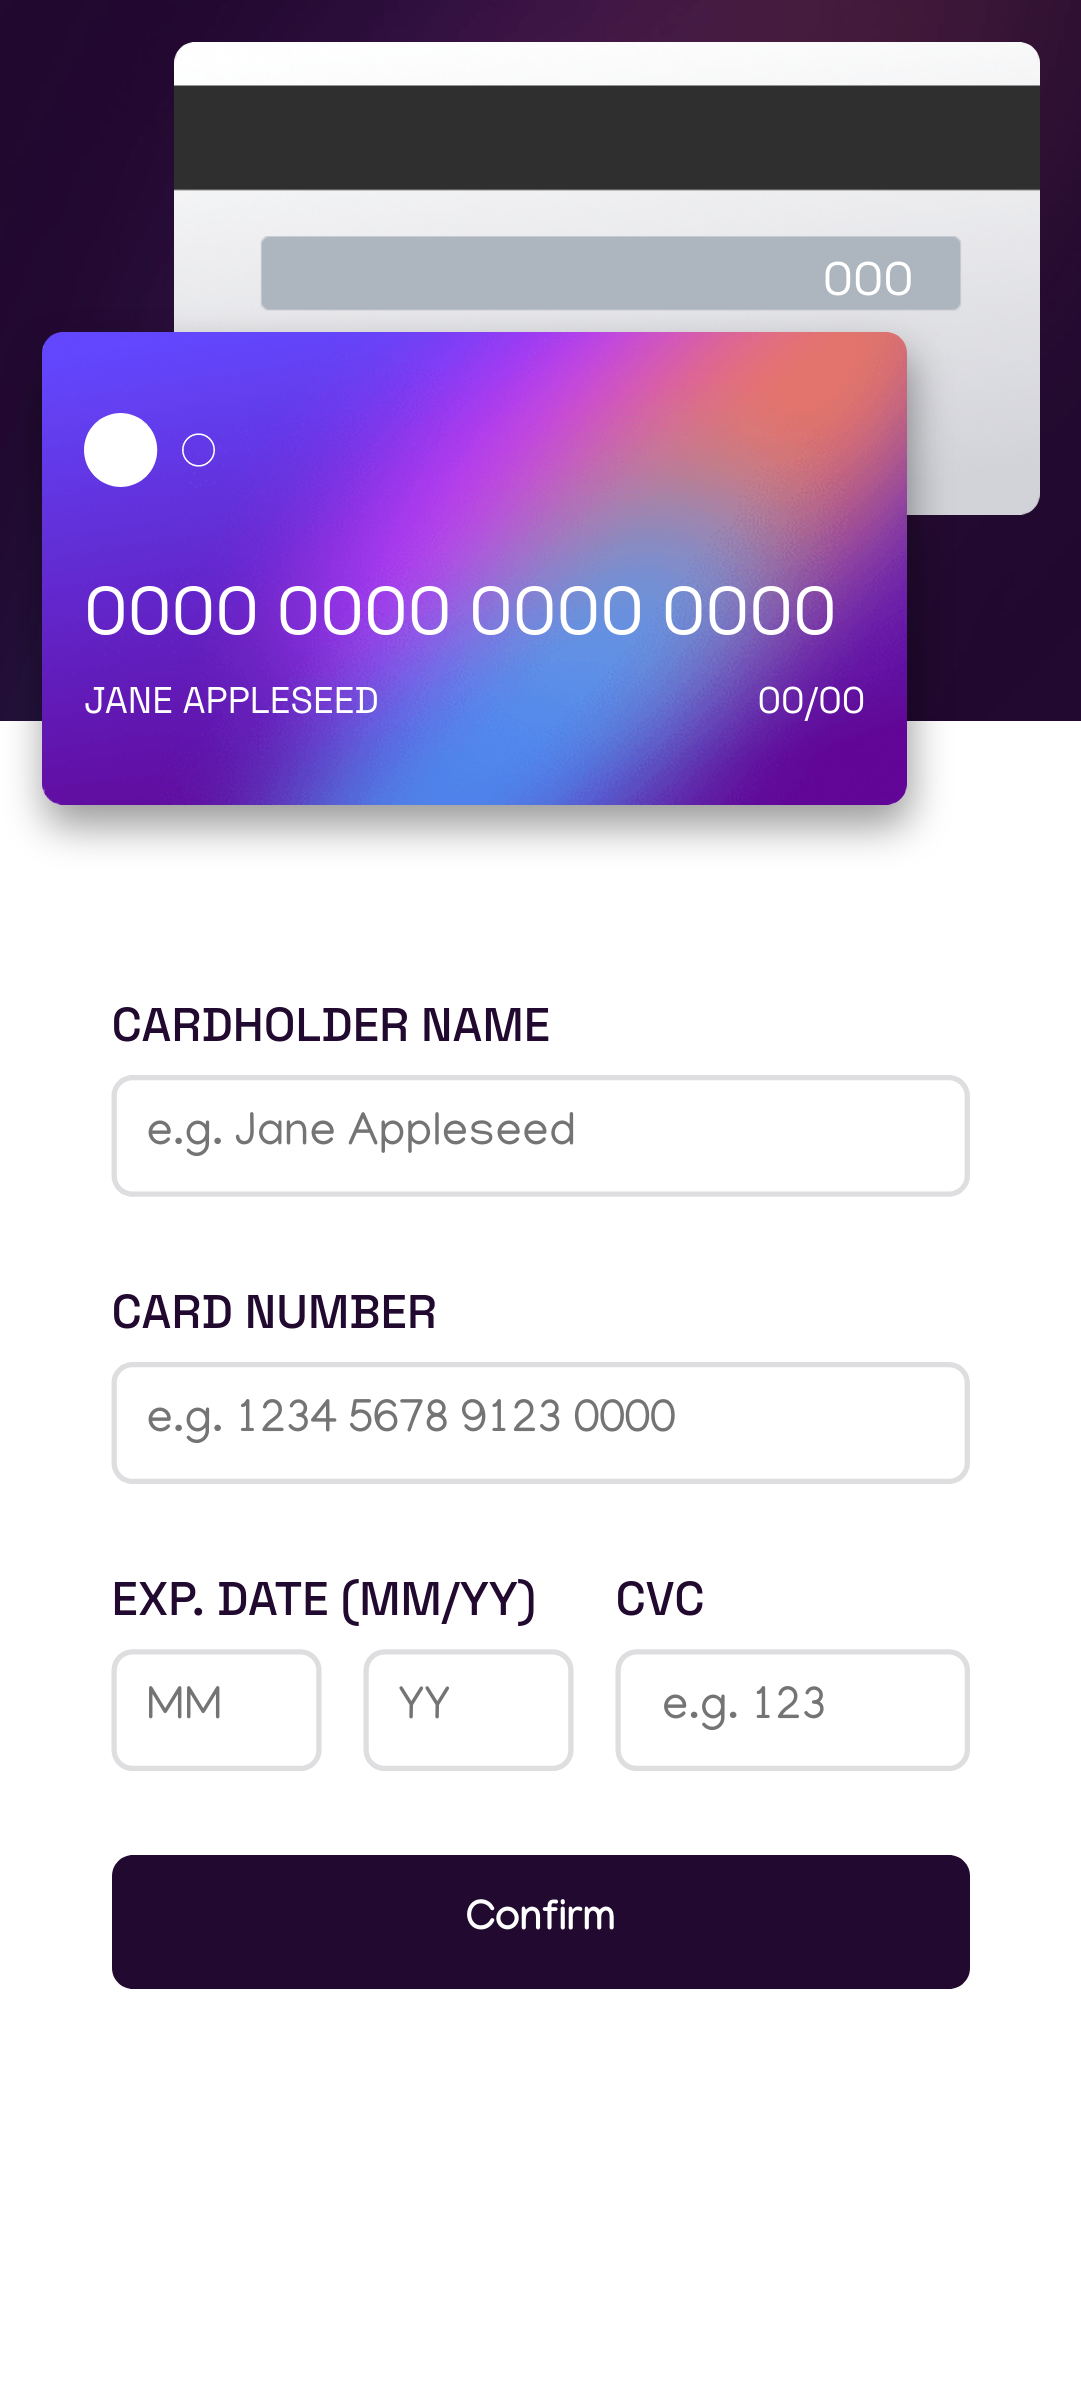 000
0000 0000 0000 0000
JANE APPLESEED 00/00
CARDHOLDER NAME
e.g. Jane Appleseed
CARD NUMBER
e.g. 1234 5678 9123 0000
EXP. DATE (MM/YY) CVC
MM YY e.g. 123
Confirm